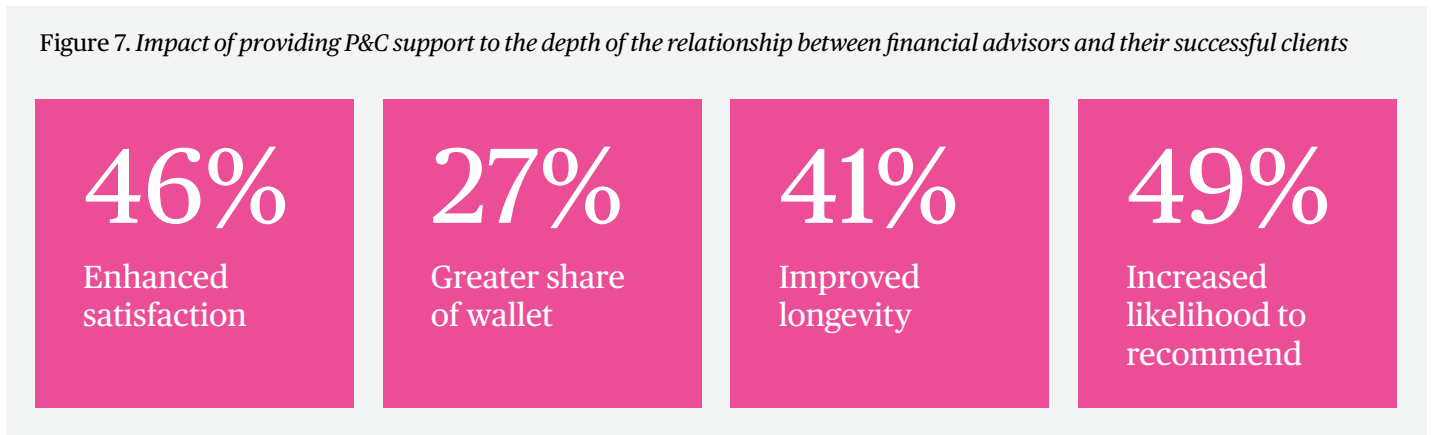 Figure 7. Impact of providing P&C support to the depth of the relationship between financial advisors and their successful clients
46%
Enhanced
satisfaction
27%
Greater share
of wallet
41%
Improved
longevity
49%
Increased
likelihood to
recommend